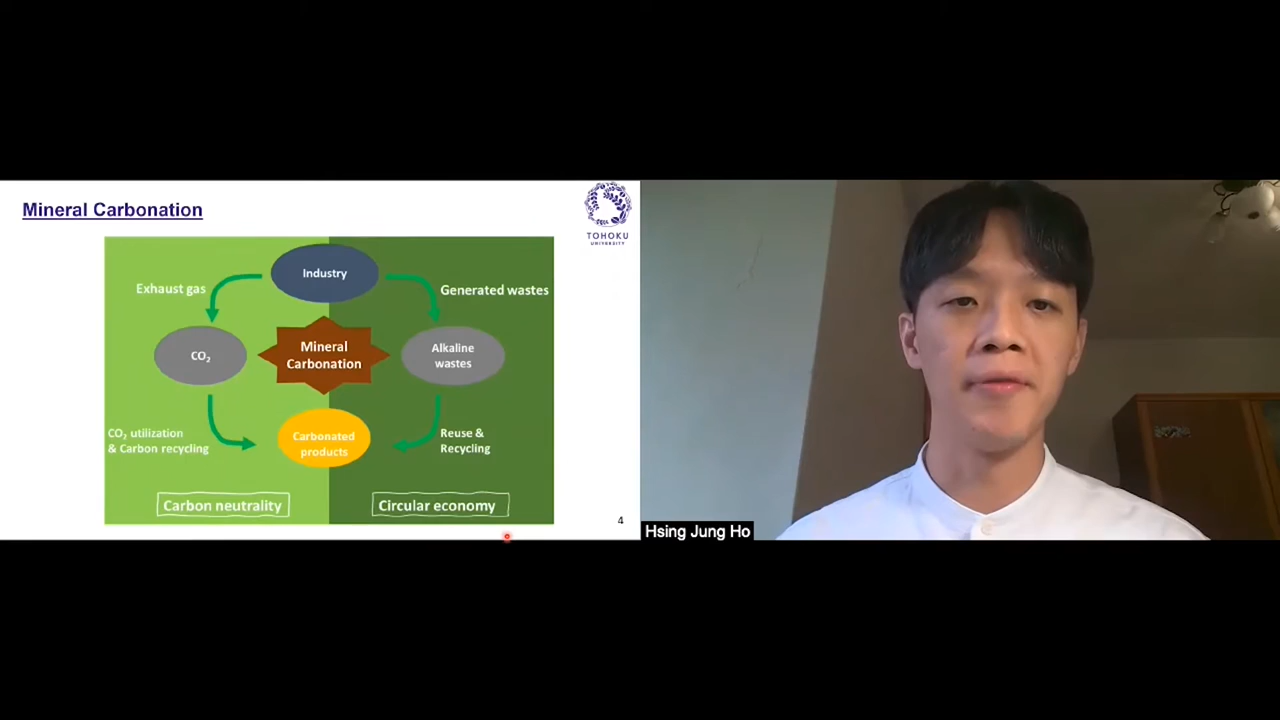 Mineral Carbonation
TOHOKU
UNIVERSITY
Industry
Exhaust gas
Generated wastes
CO₂
Mineral
Carbonation
Alkaline
wastes
CO₂ utilization
& Carbon recycling
Carbonated
products
Reuse &
Recycling
Carbon neutrality
Circular economy
4
Hsing Jung Ho